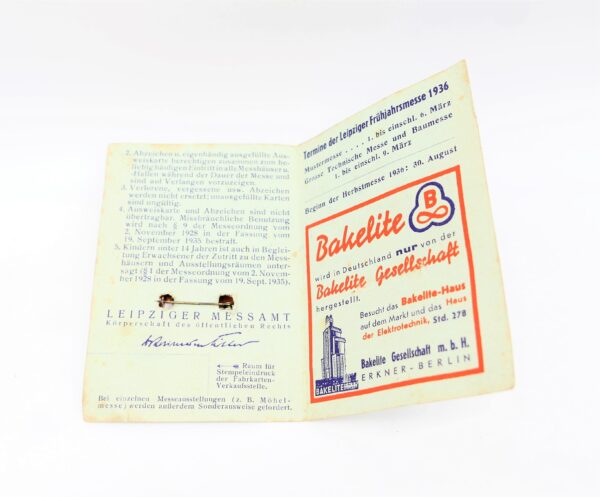 2. Abzeichen u. eigenhändig ausgefüllte Aus-
weiskarte berechtigen zusammen zum be-
liebig häufigen Eintritt in alle Messhäuser u.
-Hallen während der Dauer der Messe und
sind auf Verlangen vorzuzeigen.
3. Verlorene, vergessene usw. Abzeichen
werden nicht ersetzt; unausgefüllte Karten
sind ungültig.
4. Ausweiskarte und Abzeichen sind nicht
übertragbar. Missbräuchliche Benutzung
wird nach § 9 der Messeordnung vom
2. November 1928 in der Fassung vom
19. September 1935 bestraft.
5. Kindern unter 14 Jahren ist auch in Beglei-
tung Erwachsener der Zutritt zu den Mess-
häusern und Ausstellungsräumen unter-
sagt (§ 4 der Messeordnung vom 2. Novem-
ber 1928 in der Fassung vom 19. Sept. 1935).
LEIPZIGER MESSAMT
Körperschaft des öffentlichen Rechts
Raum für
Stempeleindruck
der Fahrkarten-
Verkaufsstelle.
Bei einzelnen Messeausstellungen (z. B. Möbel-
messe) werden außerdem Sonderausweise gefordert.
Termine der Leipziger Frühjahrsmesse 1936
Mustermesse . . . . 1. bis einschl. 6. März
Grosse Technische Messe und Baumesse
1. bis einschl. 9. März
Beginn der Herbstmesse 1936: 30. August
Bakelite
B
wird in Deutschland nur von der
Bakelite Gesellschaft
hergestellt.
Besucht das Bakelite-Haus
auf dem Markt und das Haus
der Elektrotechnik, Std. 278
BAKELITE
Bakelite Gesellschaft m. b. H.
ERKNER-BERLIN